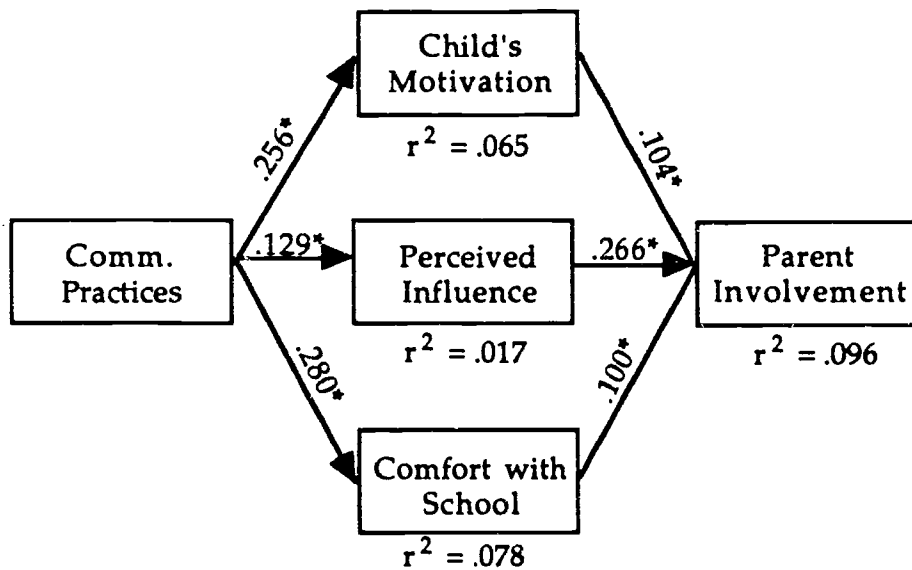 Child's
Motivation
r² = .065
.256*
.104*
Comm.
Practices
.129*
Perceived
Influence
r² = .017
.266*
Parent
Involvement
r² = .096
.280*
.100*
Comfort with
School
r² = .078